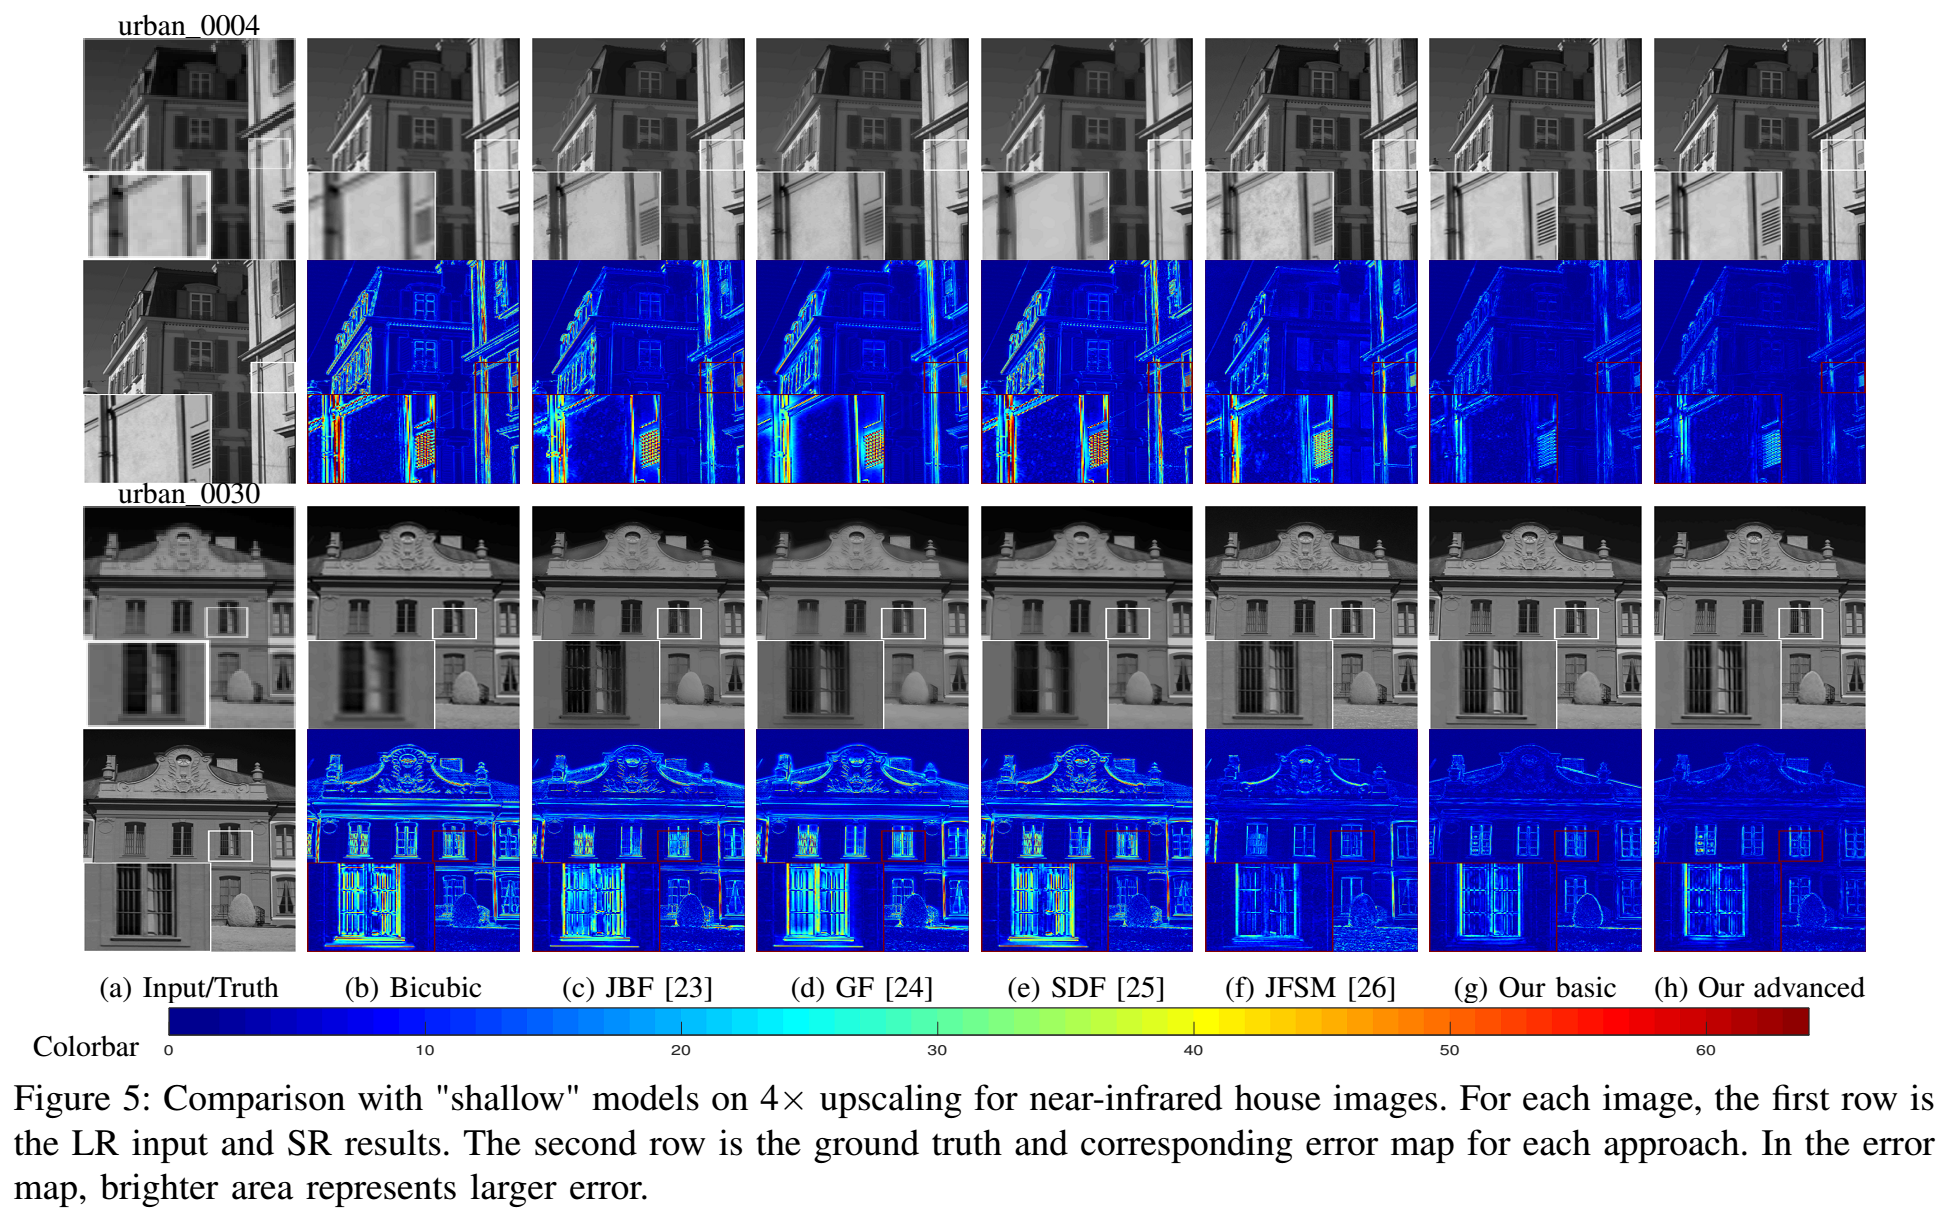 urban_0004
urban_0030
(a) Input/Truth (b) Bicubic (c) JBF [23] (d) GF [24] (e) SDF [25] (f) JFSM [26] (g) Our basic (h) Our advanced
Colorbar 0 10 20 30 40 50 60
Figure 5: Comparison with "shallow" models on 4× upscaling for near-infrared house images. For each image, the first row is
the LR input and SR results. The second row is the ground truth and corresponding error map for each approach. In the error
map, brighter area represents larger error.